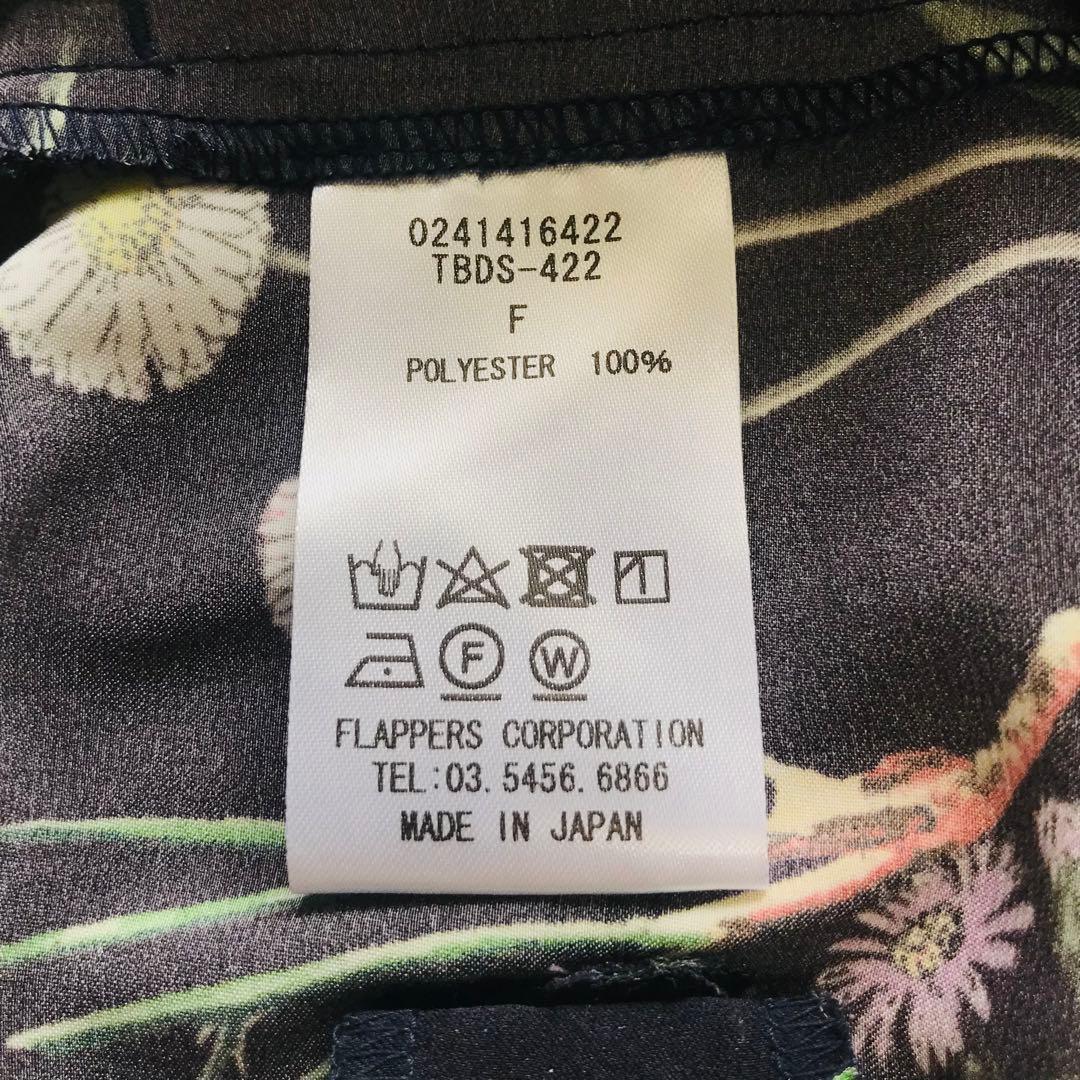 0241416422
TBDS-422
F
POLYESTER 100%
F W
FLAPPERS CORPORATION
TEL:03.5456.6866
MADE IN JAPAN